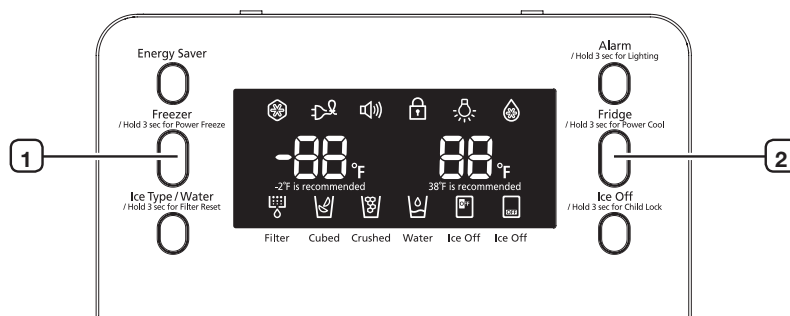 Energy Saver
Alarm
/ Hold 3 sec for Lighting
Freezer
/ Hold 3 sec for Power Freeze
Fridge
/ Hold 3 sec for Power Cool
1
2
-88°F
88°F
-2°F is recommended
38°F is recommended
Ice Type / Water
/ Hold 3 sec for Filter Reset
Ice Off
/ Hold 3 sec for Child Lock
OFF
OFF
Filter
Cubed
Crushed
Water
Ice Off
Ice Off